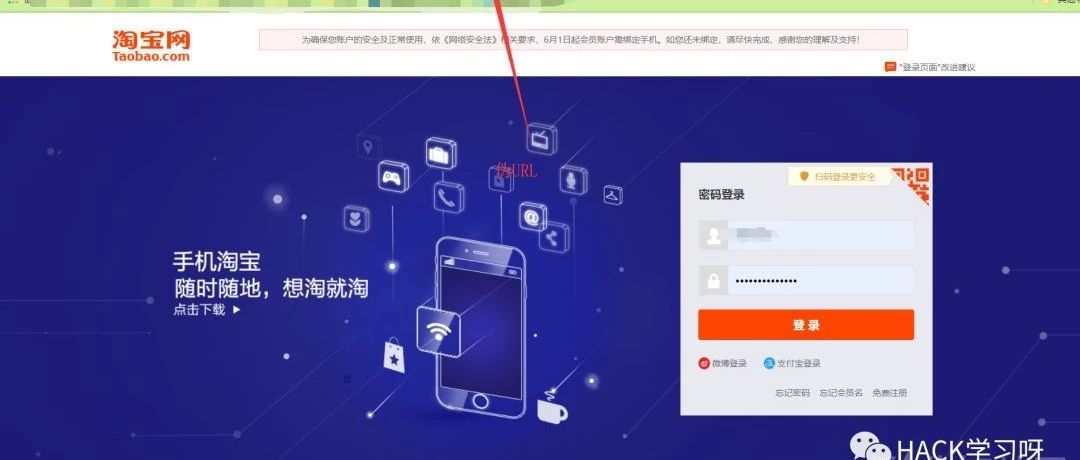 淘宝网
Taobao.com
为确保您账户的安全及正常使用，依《网络安全法》相关要求，6月1日起会员账户需绑定手机。如您还未绑定，请尽快完成，感谢您的理解及支持！
"登录页面"改进建议
伪URL
扫码登录更安全
密码登录
手机淘宝
随时随地，想淘就淘
点击下载
登录
微博登录 支付宝登录
忘记密码 忘记会员名 免费注册
HACK学习呀